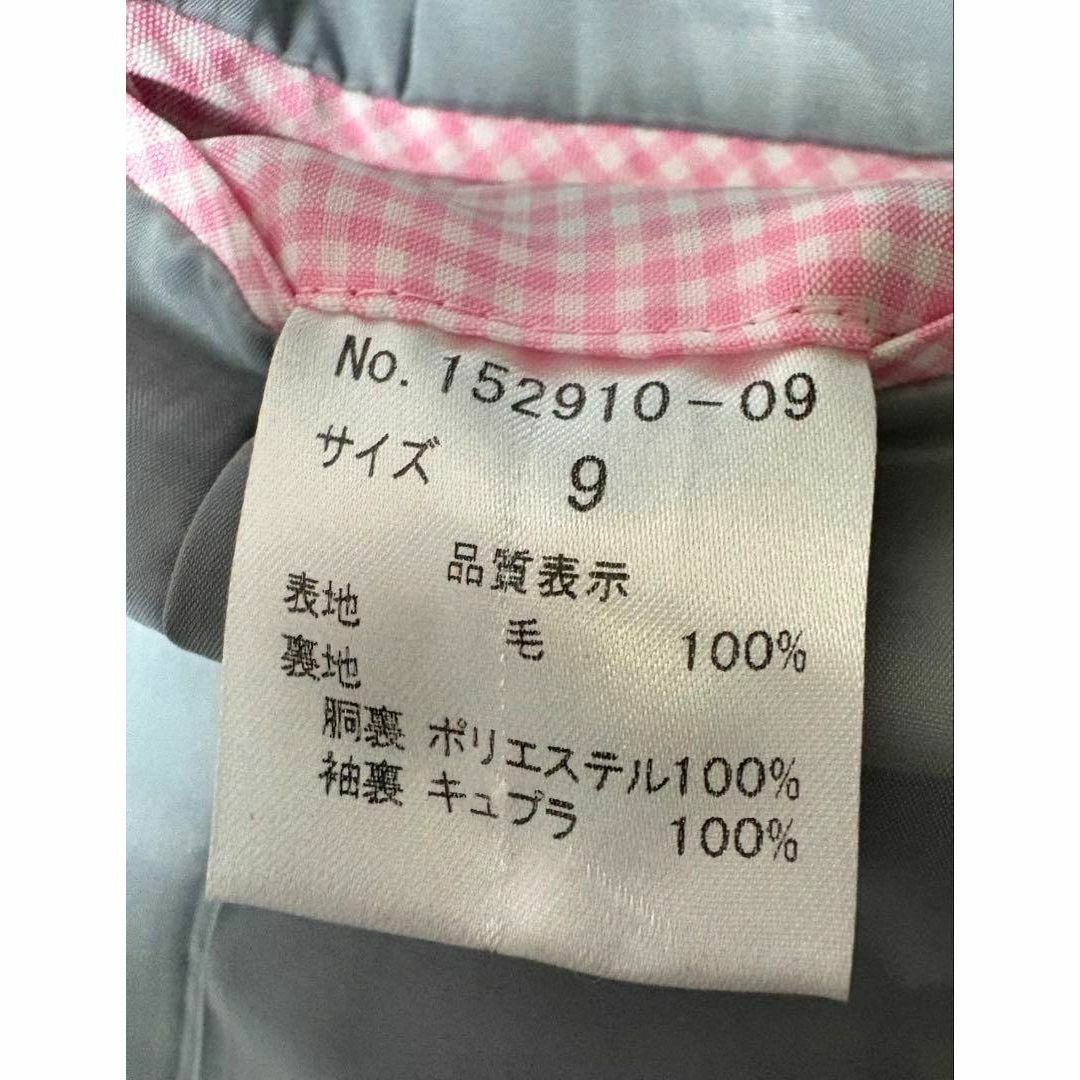 No. 152910-09
サイズ 9
品質表示
表地 毛 100%
裏地
胴裏 ポリエステル100%
袖裏 キュプラ 100%